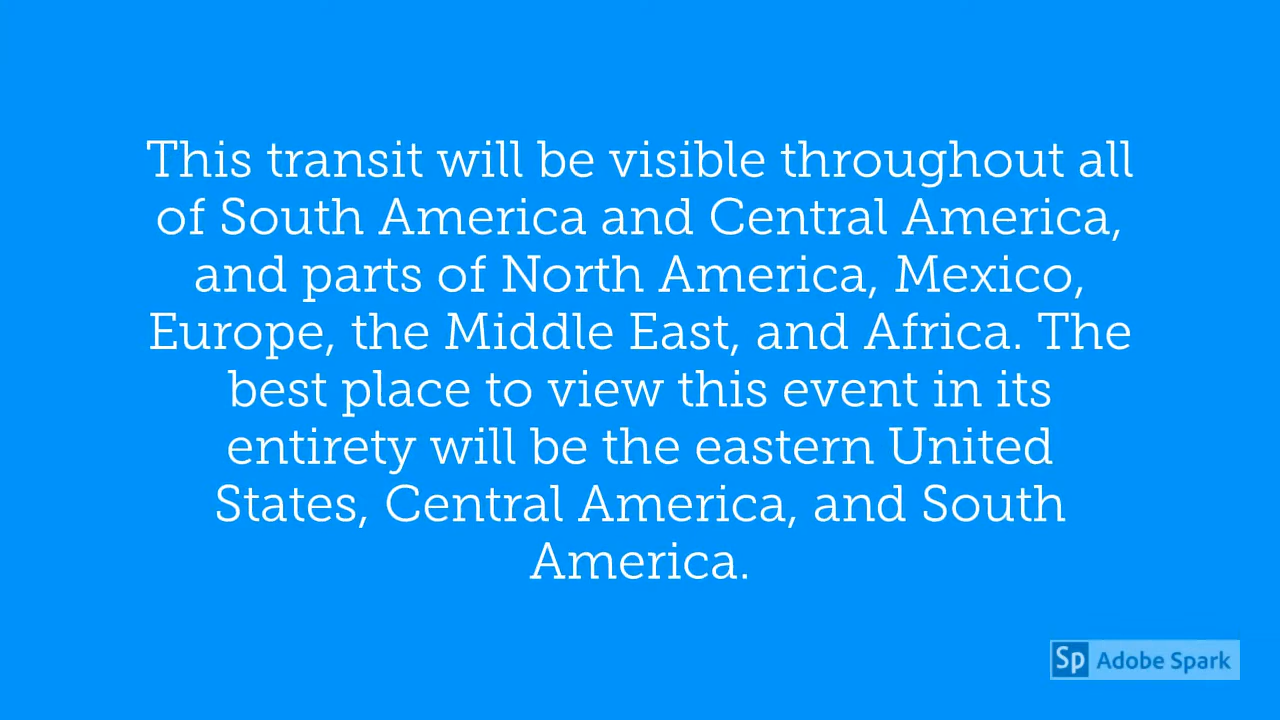 This transit will be visible throughout all
of South America and Central America,
and parts of North America, Mexico,
Europe, the Middle East, and Africa. The
best place to view this event in its
entirety will be the eastern United
States, Central America, and South
America.
Sp Adobe Spark